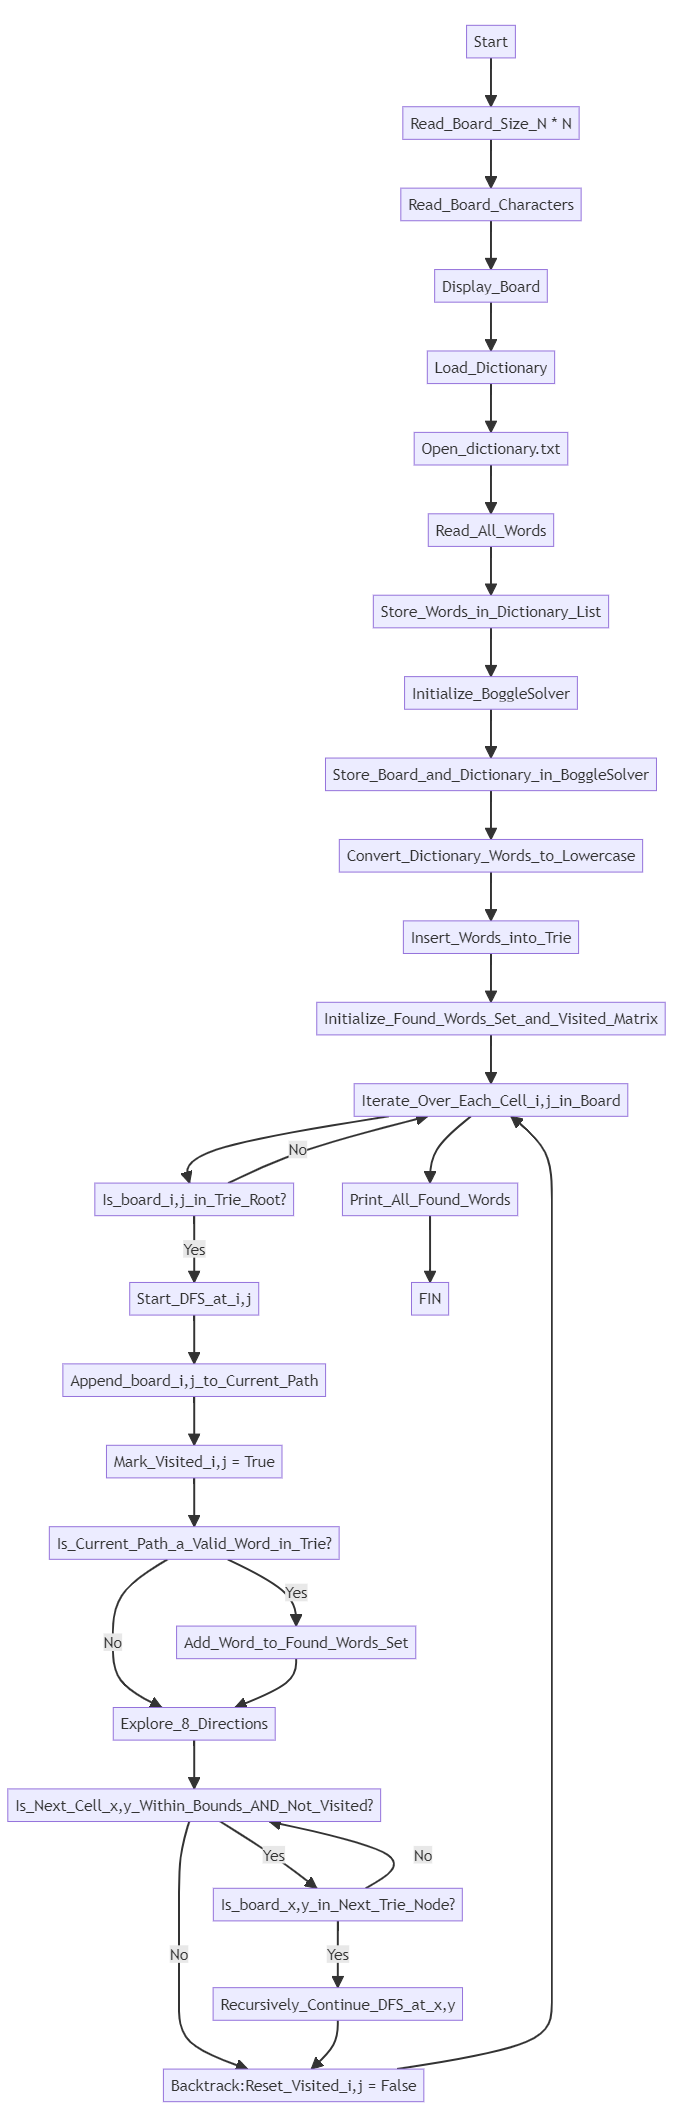 Start
Read_Board_Size_N * N
Read_Board_Characters
Display_Board
Load_Dictionary
Open_dictionary.txt
Read_All_Words
Store_Words_in_Dictionary_List
Initialize_BoggleSolver
Store_Board_and_Dictionary_in_BoggleSolver
Convert_Dictionary_Words_to_Lowercase
Insert_Words_into_Trie
Initialize_Found_Words_Set_and_Visited_Matrix
Iterate_Over_Each_Cell_i,j_in_Board
No
Is_board_i,j_in_Trie_Root?
Print_All_Found_Words
Yes
Start_DFS_at_i,j
FIN
Append_board_i,j_to_Current_Path
Mark_Visited_i,j = True
Is_Current_Path_a_Valid_Word_in_Trie?
Yes
No
Add_Word_to_Found_Words_Set
Explore_8_Directions
Is_Next_Cell_x,y_Within_Bounds_AND_Not_Visited?
Yes
No
Is_board_x,y_in_Next_Trie_Node?
No
Yes
Recursively_Continue_DFS_at_x,y
Backtrack:Reset_Visited_i,j = False